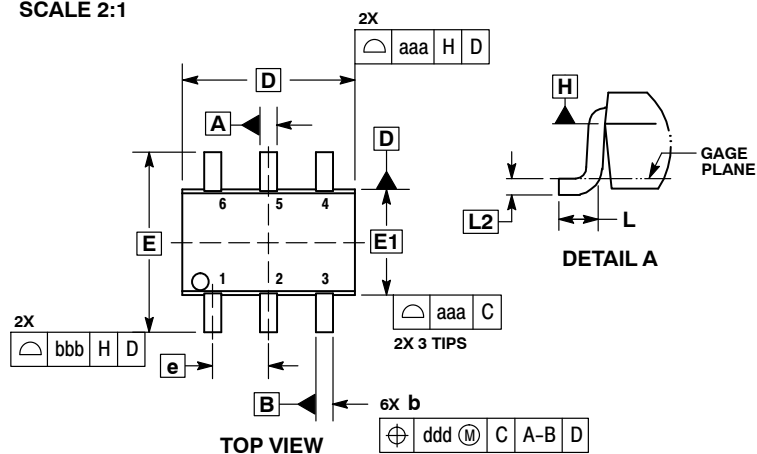 SCALE 2:1
2X
⌓ aaa H D
D
A
D
H
GAGE
PLANE
6 5 4
E
E1
L2
L
1 2 3
DETAIL A
2X
⌓ bbb H D
⌓ aaa C
2X 3 TIPS
e
B
6X b
⌖ ddd Ⓜ C A-B D
TOP VIEW